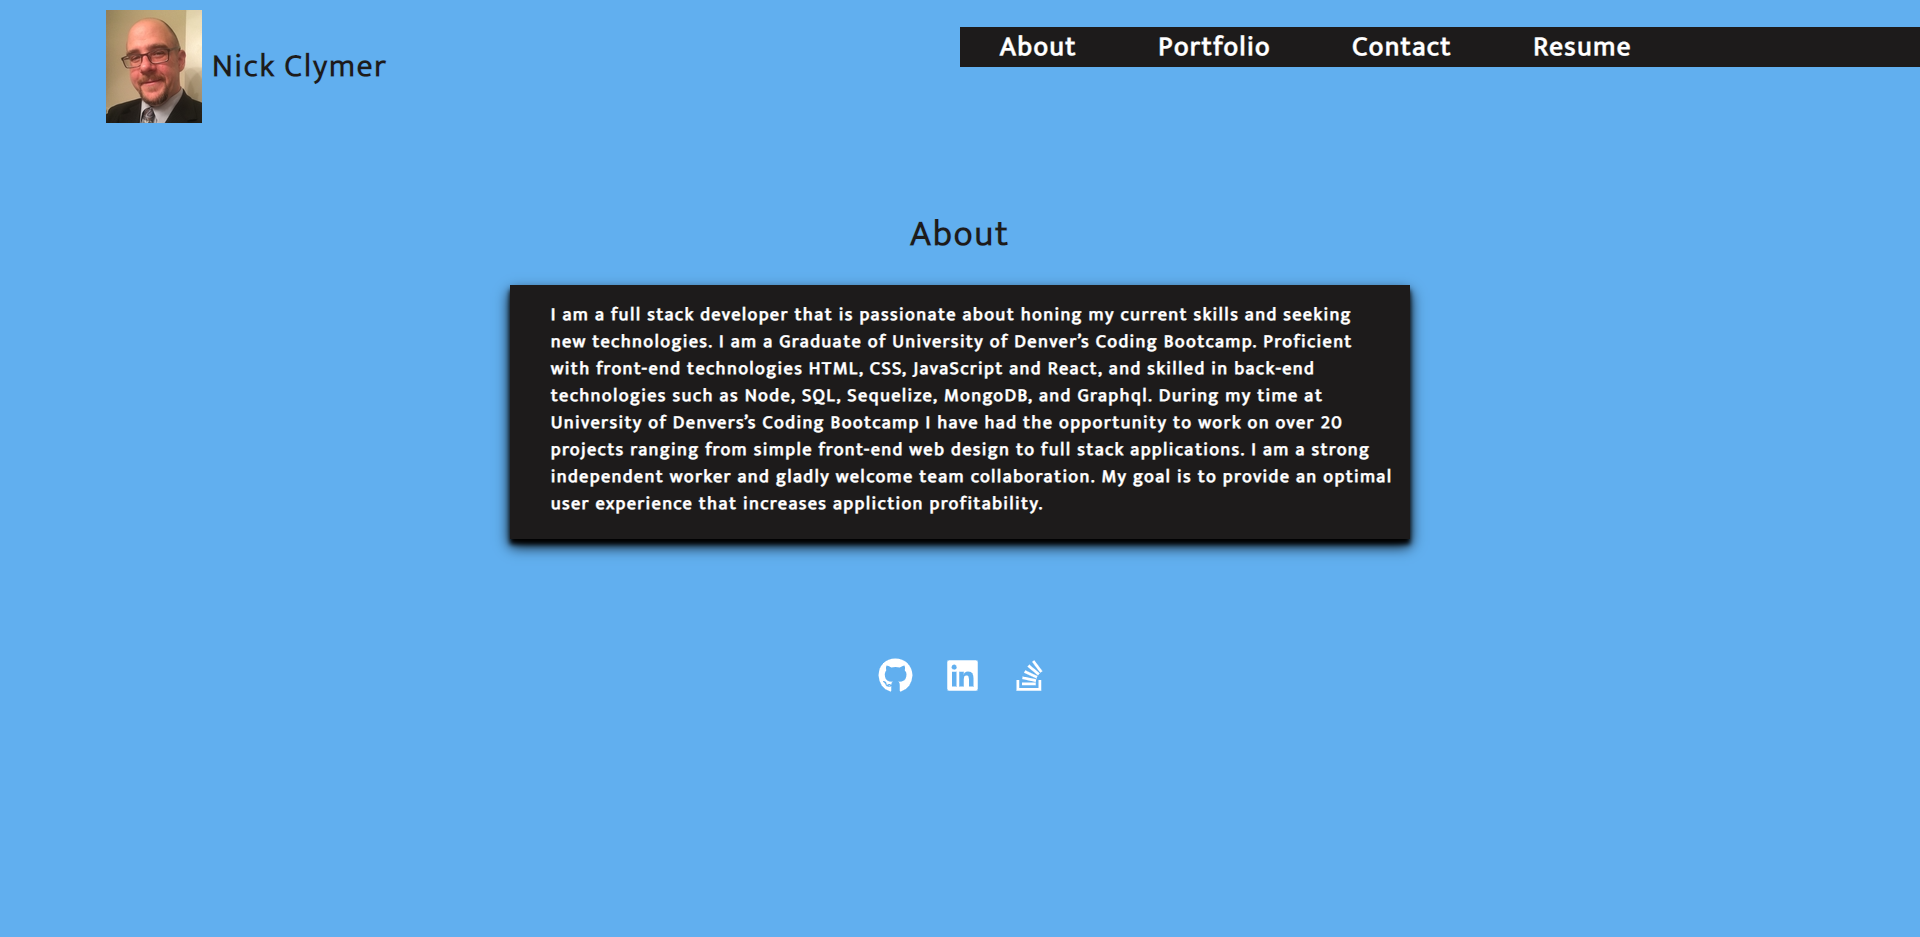 Nick Clymer
About Portfolio Contact Resume
About
I am a full stack developer that is passionate about honing my current skills and seeking
new technologies. I am a Graduate of University of Denver’s Coding Bootcamp. Proficient
with front-end technologies HTML, CSS, JavaScript and React, and skilled in back-end
technologies such as Node, SQL, Sequelize, MongoDB, and Graphql. During my time at
University of Denvers’s Coding Bootcamp I have had the opportunity to work on over 20
projects ranging from simple front-end web design to full stack applications. I am a strong
independent worker and gladly welcome team collaboration. My goal is to provide an optimal
user experience that increases appliction profitability.
in